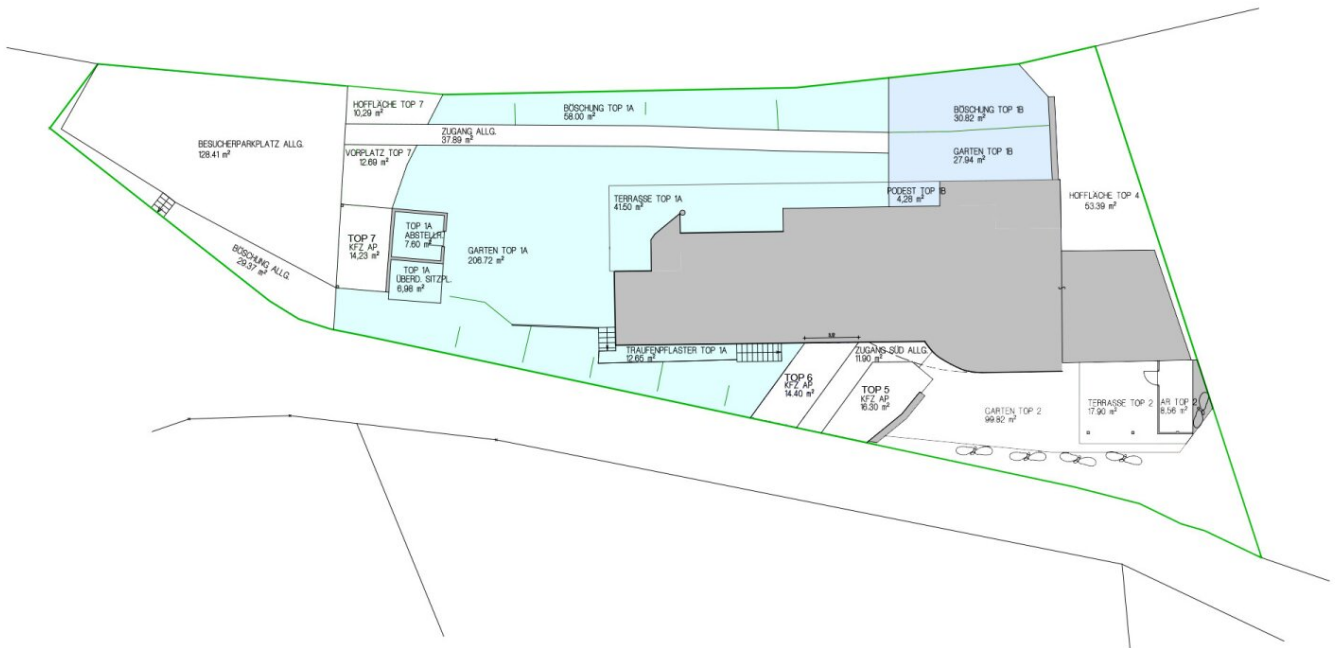 HOFFLÄCHE TOP 7
10,29 m²
BÖSCHUNG TOP 1A
58.00 m²
BÖSCHUNG TOP 1B
30.82 m²
BESUCHERPARKPLATZ ALLG.
128.41 m²
ZUGANG ALLG.
37.89 m²
VORPLATZ TOP 7
12.69 m²
GARTEN TOP 1B
27.94 m²
TERRASSE TOP 1A
41.50 m²
PODEST TOP 1B
4,28 m²
HOFFLÄCHE TOP 4
53.39 m²
TOP 1A
ABSTELLR.
7.60 m²
TOP 7
KFZ AP.
14,23 m²
GARTEN TOP 1A
206.72 m²
BÖSCHUNG ALLG.
29.37 m²
TOP 1A
ÜBERD. SITZPL.
6,98 m²
TRAUFENPFLASTER TOP 1A
12.65 m²
ZUGANG SÜD ALLG.
11.90 m²
TOP 6
KFZ AP.
14.40 m²
TOP 5
KFZ AP.
16.30 m²
GARTEN TOP 2
99.82 m²
TERRASSE TOP 2
17.90 m²
AR TOP 2
8,56 m²